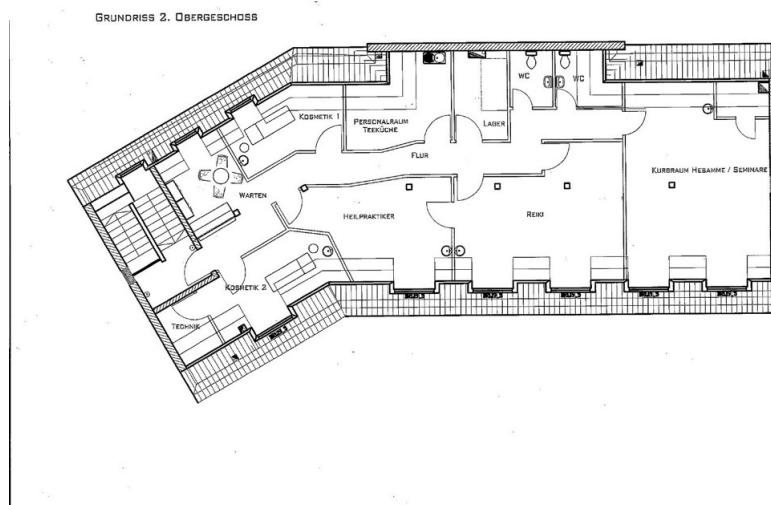 Grundriss 2. Obergeschoss
WC
WC
Kosmetik 1
Personalraum
Teeküche
Lager
Flur
Kursraum Hebamme / Seminare
Warten
Heilpraktiker
Reiki
Kosmetik 2
Technik